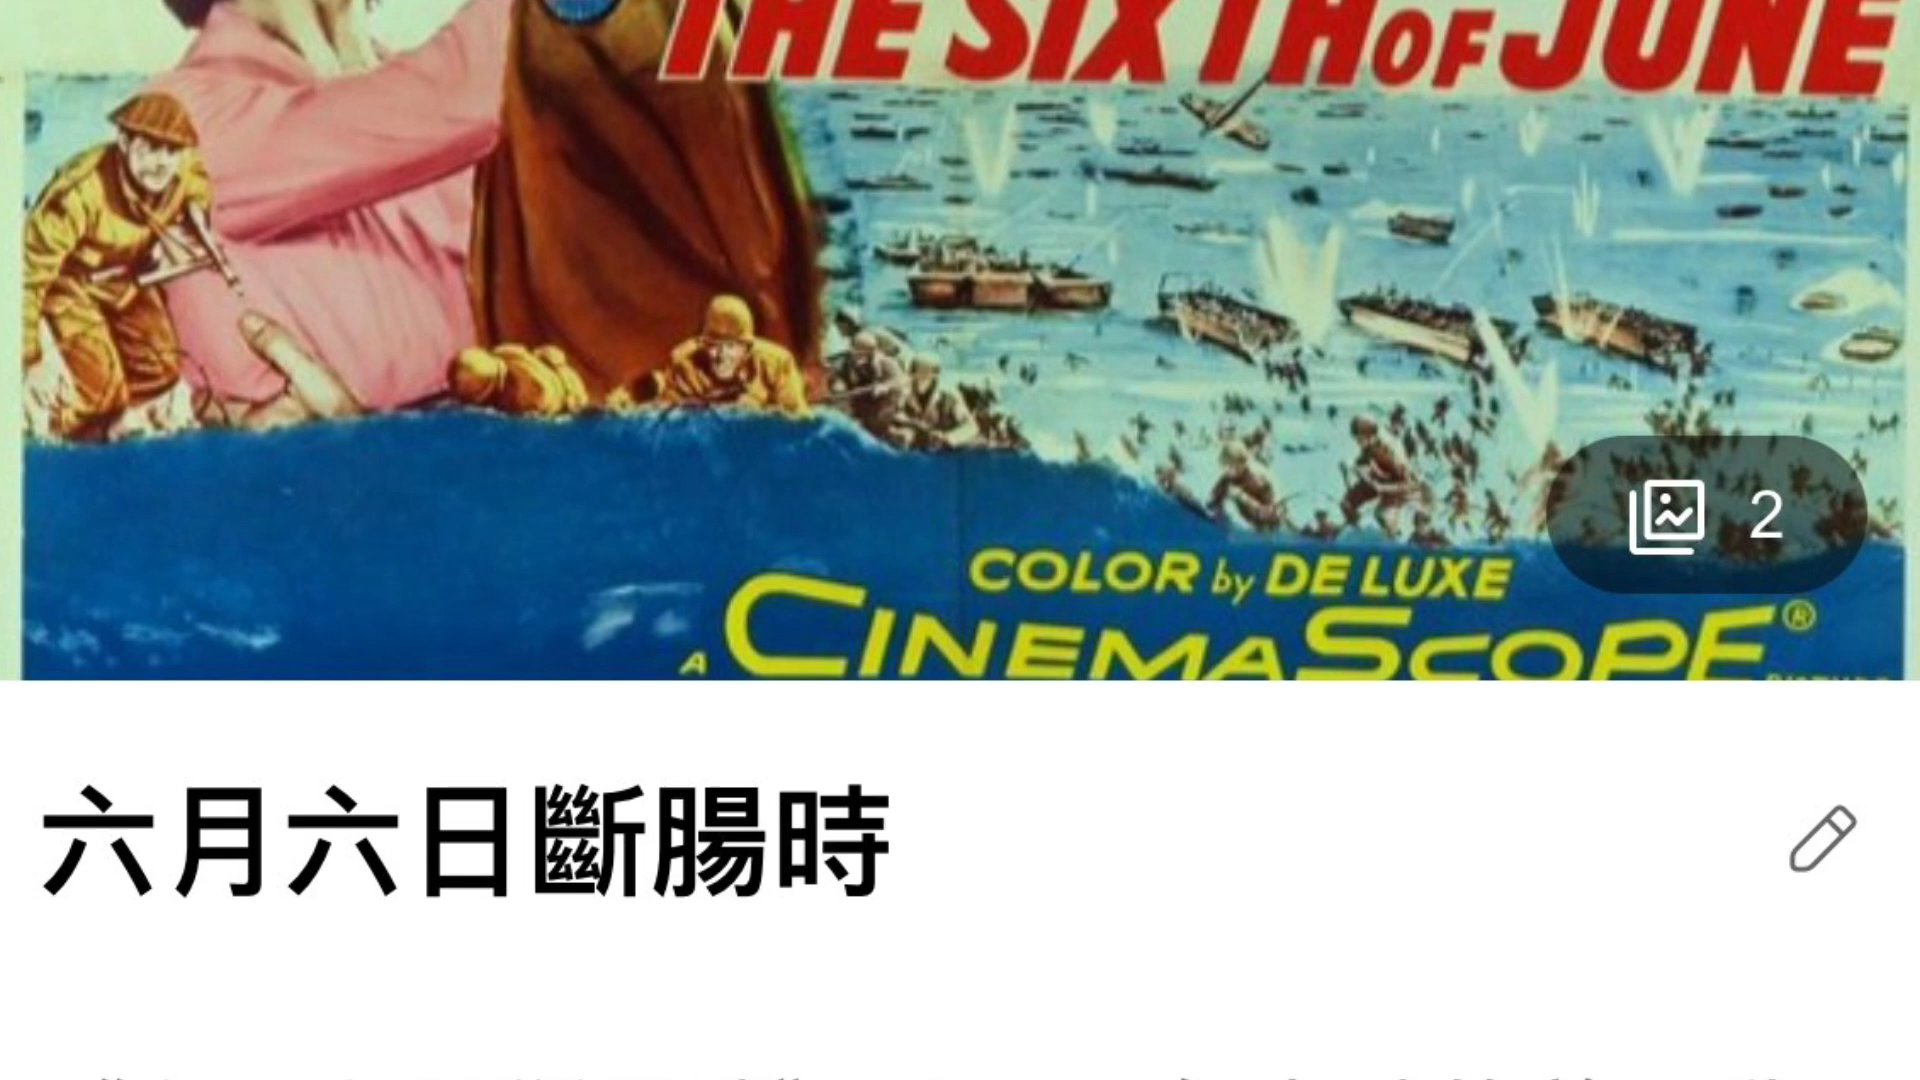 THE SIXTH OF JUNE
2
COLOR by DE LUXE
A CINEMASCOPE®
六月六日斷腸時